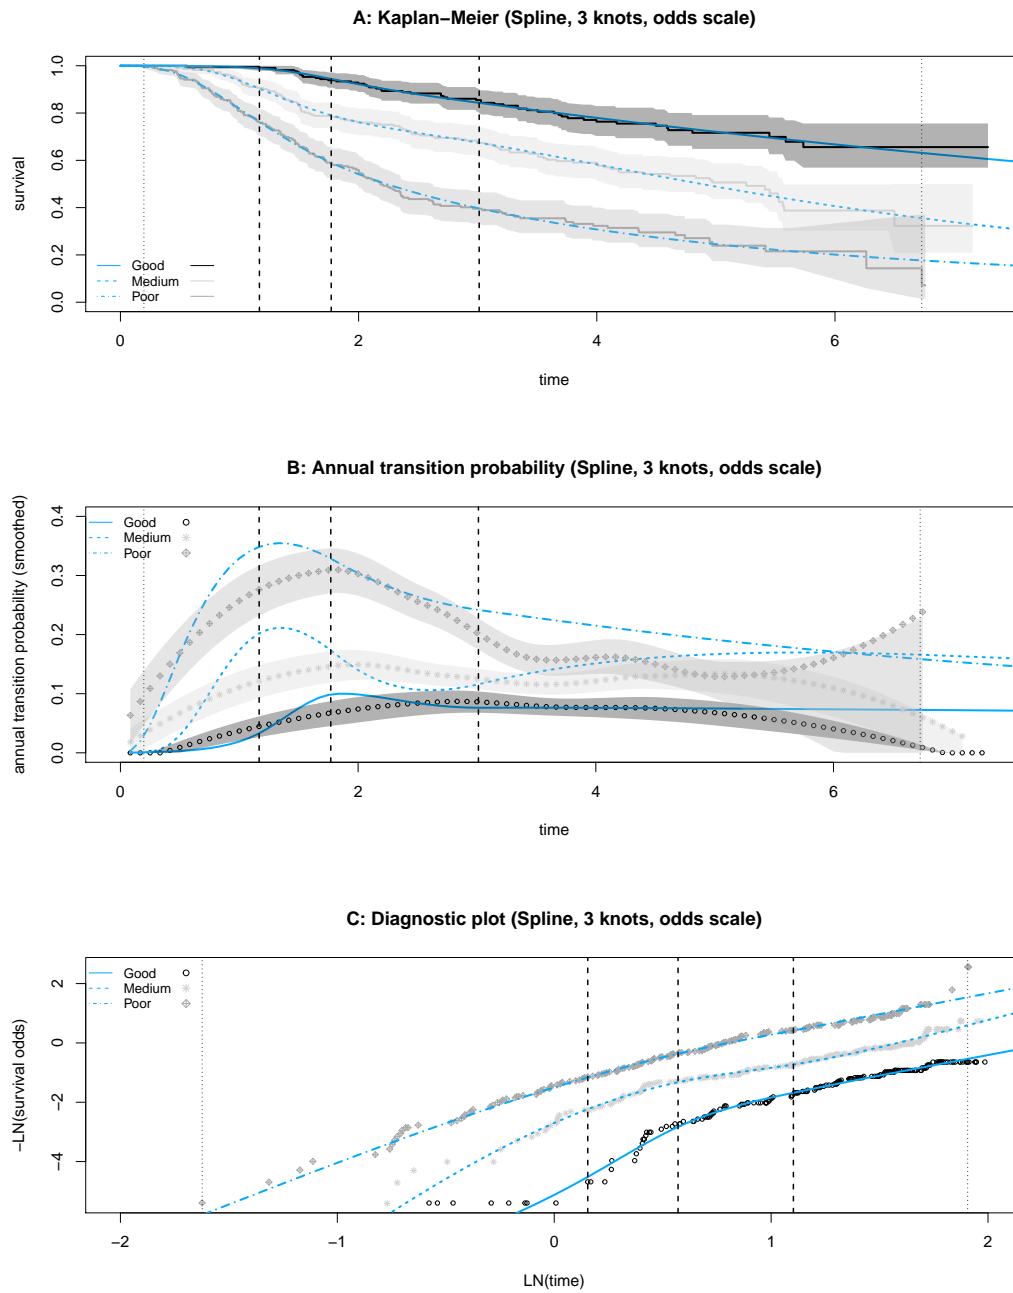 A: Kaplan−Meier (Spline, 3 knots, odds scale)
survival
1.0
0.8
0.6
0.4
0.2
0.0
Good
Medium
Poor
0 2 4 6
time
B: Annual transition probability (Spline, 3 knots, odds scale)
annual transition probability (smoothed)
0.4
0.3
0.2
0.1
0.0
Good
Medium
Poor
0 2 4 6
time
C: Diagnostic plot (Spline, 3 knots, odds scale)
−LN(survival odds)
2
0
−2
−4
Good
Medium
Poor
−2 −1 0 1 2
LN(time)